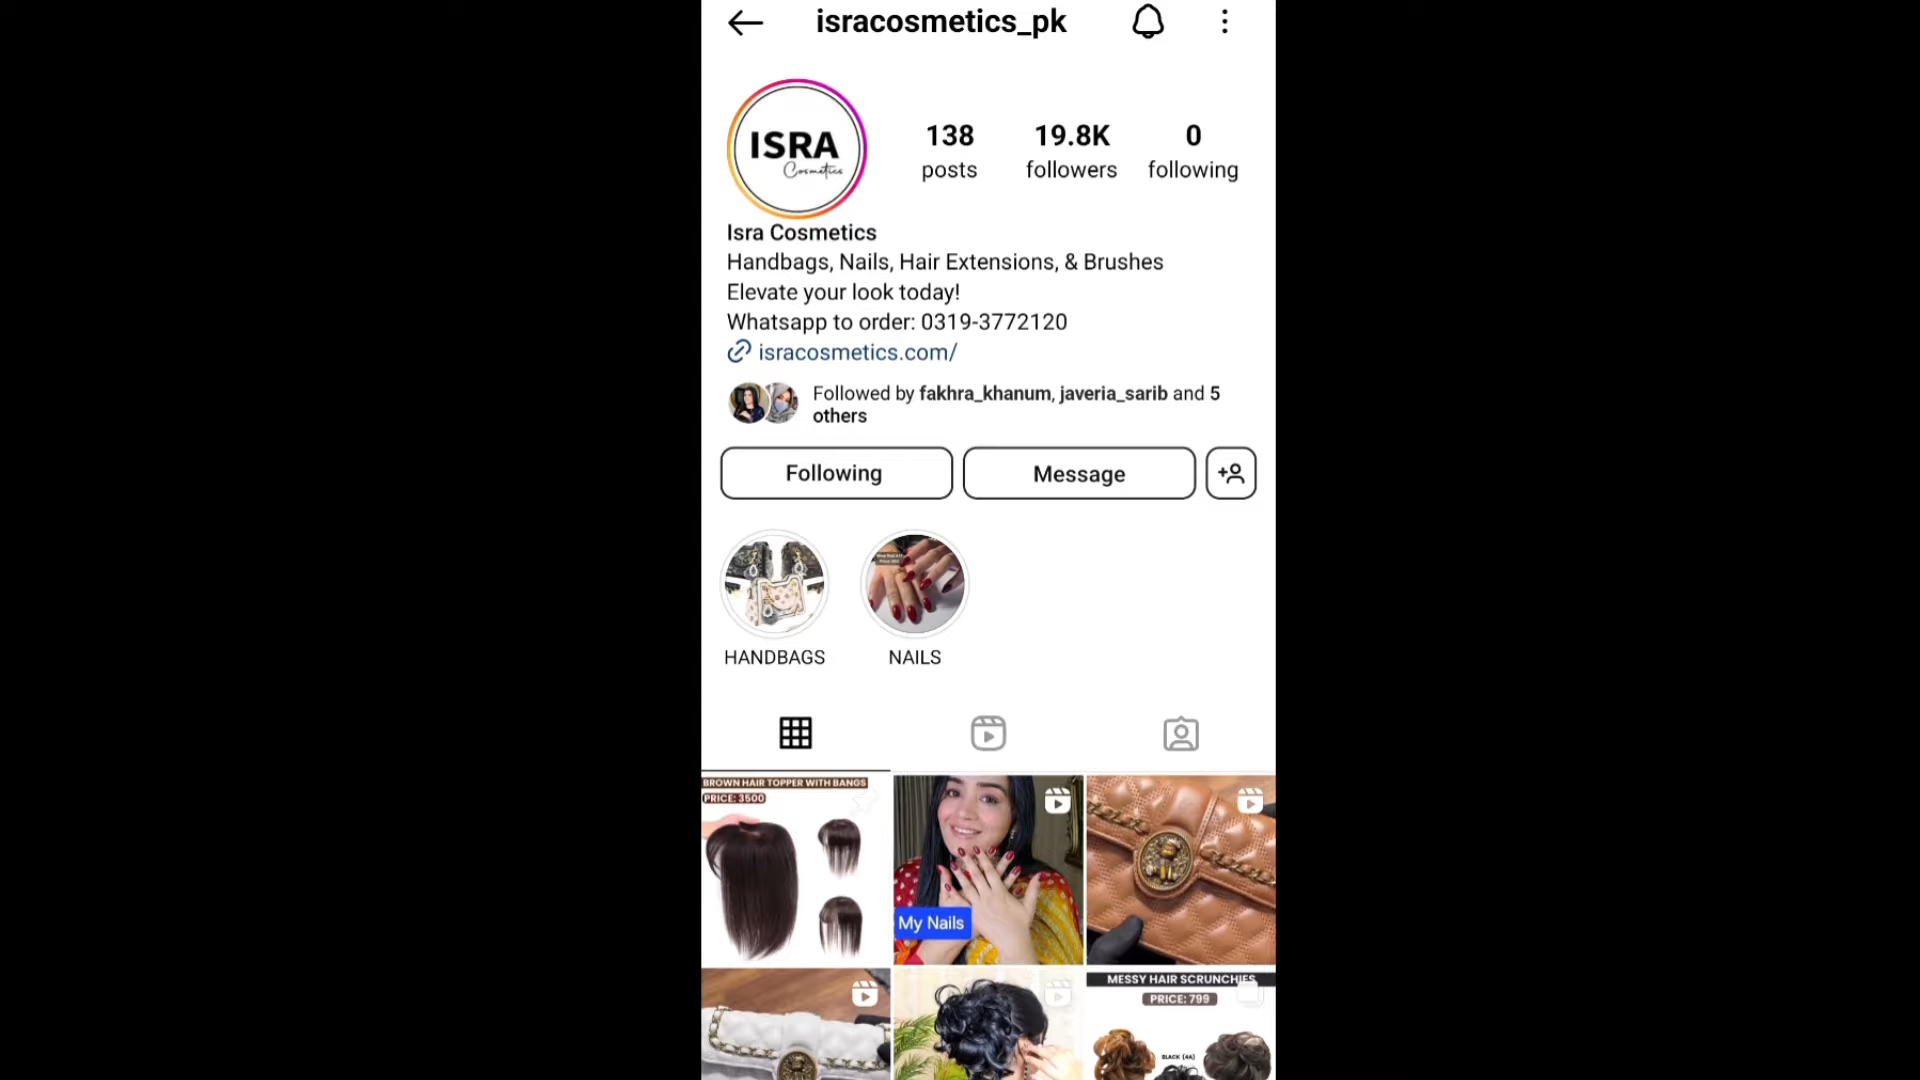 isracosmetics_pk
ISRA
Cosmetics
138
posts
19.8K
followers
0
following
Isra Cosmetics
Handbags, Nails, Hair Extensions, & Brushes
Elevate your look today!
Whatsapp to order: 0319-3772120
isracosmetics.com/
Followed by fakhra_khanum, javeria_sarib and 5
others
Following
Message
HANDBAGS
NAILS
BROWN HAIR TOPPER WITH BANGS
PRICE: 3500
My Nails
MESSY HAIR SCRUNCHIES
PRICE: 799
BLACK (4A)